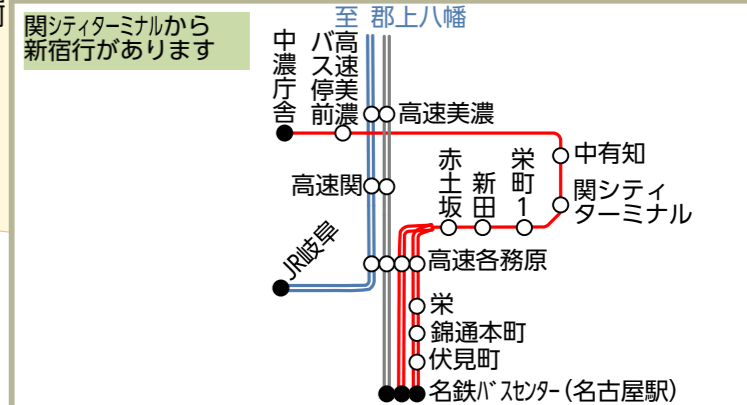 関シティターミナルから
新宿行があります
至 郡上八幡
中濃庁舎
高速美濃
バス停前
高速美濃
中有知
関シティ
ターミナル
高速関
赤土坂
新田
栄町1
JR岐阜
高速各務原
栄
錦通本町
伏見町
名鉄バスセンター(名古屋駅)